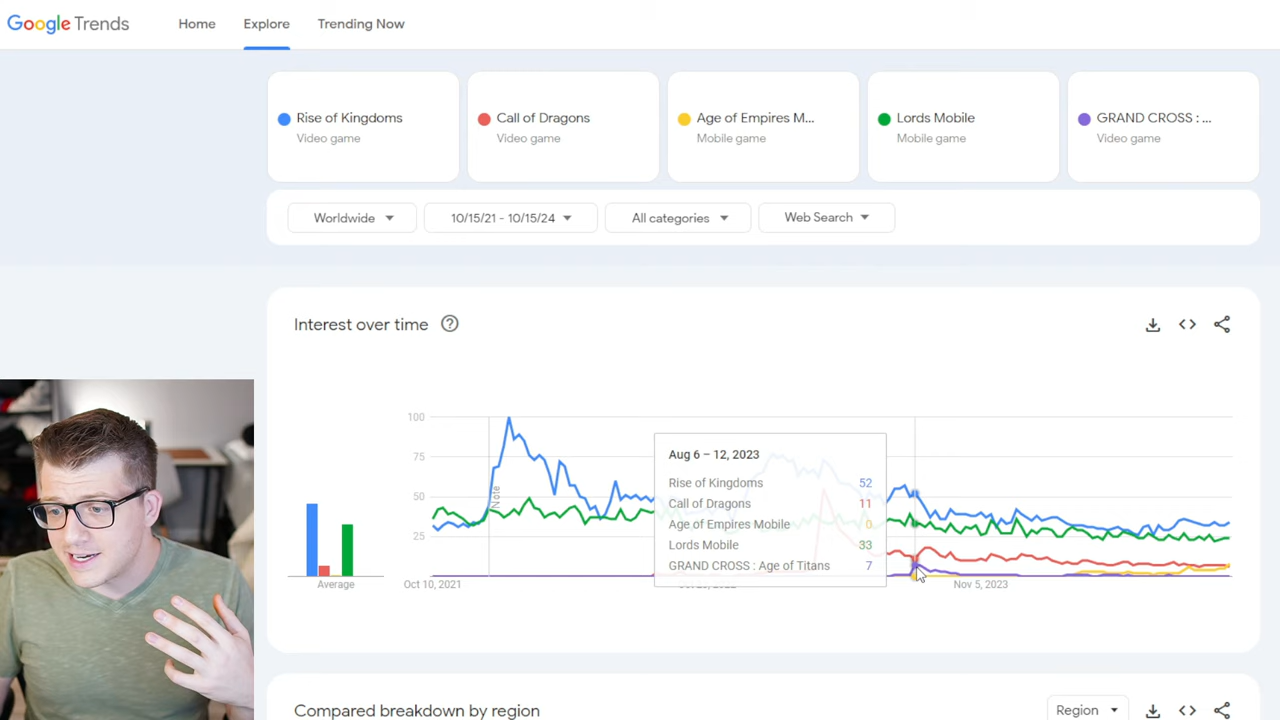 Google Trends
Home
Explore
Trending Now
Rise of Kingdoms
Video game
Call of Dragons
Video game
Age of Empires M...
Mobile game
Lords Mobile
Mobile game
GRAND CROSS : ...
Video game
Worldwide
10/15/21 - 10/15/24
All categories
Web Search
Interest over time
100
75
50
25
Note
Aug 6 – 12, 2023
Rise of Kingdoms 52
Call of Dragons 11
Age of Empires Mobile 0
Lords Mobile 33
GRAND CROSS : Age of Titans 7
Average
Oct 10, 2021
Nov 5, 2023
Compared breakdown by region
Region